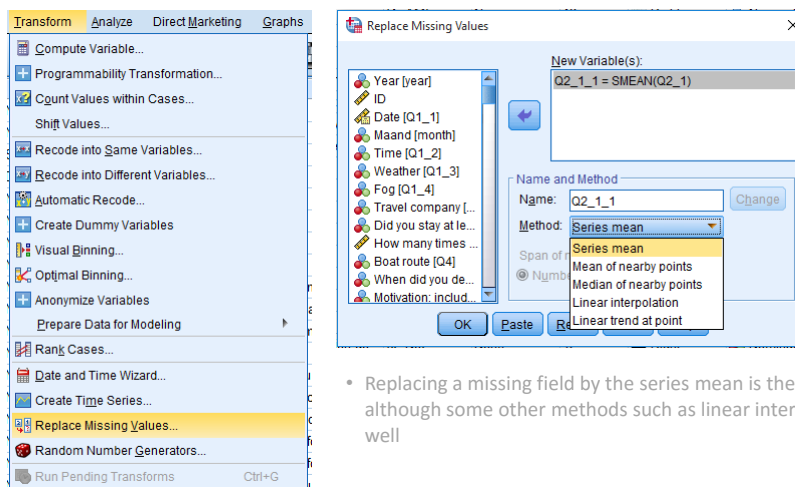 Transform Analyze Direct Marketing Graphs
Compute Variable...
Programmability Transformation...
Count Values within Cases...
Shift Values...
Recode into Same Variables...
Recode into Different Variables...
Automatic Recode...
Create Dummy Variables
Visual Binning...
Optimal Binning...
Anonymize Variables
Prepare Data for Modeling
Rank Cases...
Date and Time Wizard...
Create Time Series...
Replace Missing Values...
Random Number Generators...
Run Pending Transforms Ctrl+G
Replace Missing Values
New Variable(s):
Q2_1_1 = SMEAN(Q2_1)
Year [year]
ID
Date [Q1_1]
Maand [month]
Time [Q1_2]
Weather [Q1_3]
Fog [Q1_4]
Travel company [...
Did you stay at le...
How many times ...
Boat route [Q4]
When did you de...
Motivation: includ...
Name and Method
Name: Q2_1_1 Change
Method: Series mean
Span of
Series mean
Mean of nearby points
Median of nearby points
Linear interpolation
Linear trend at point
OK Paste
• Replacing a missing field by the series mean is the
although some other methods such as linear inter
well